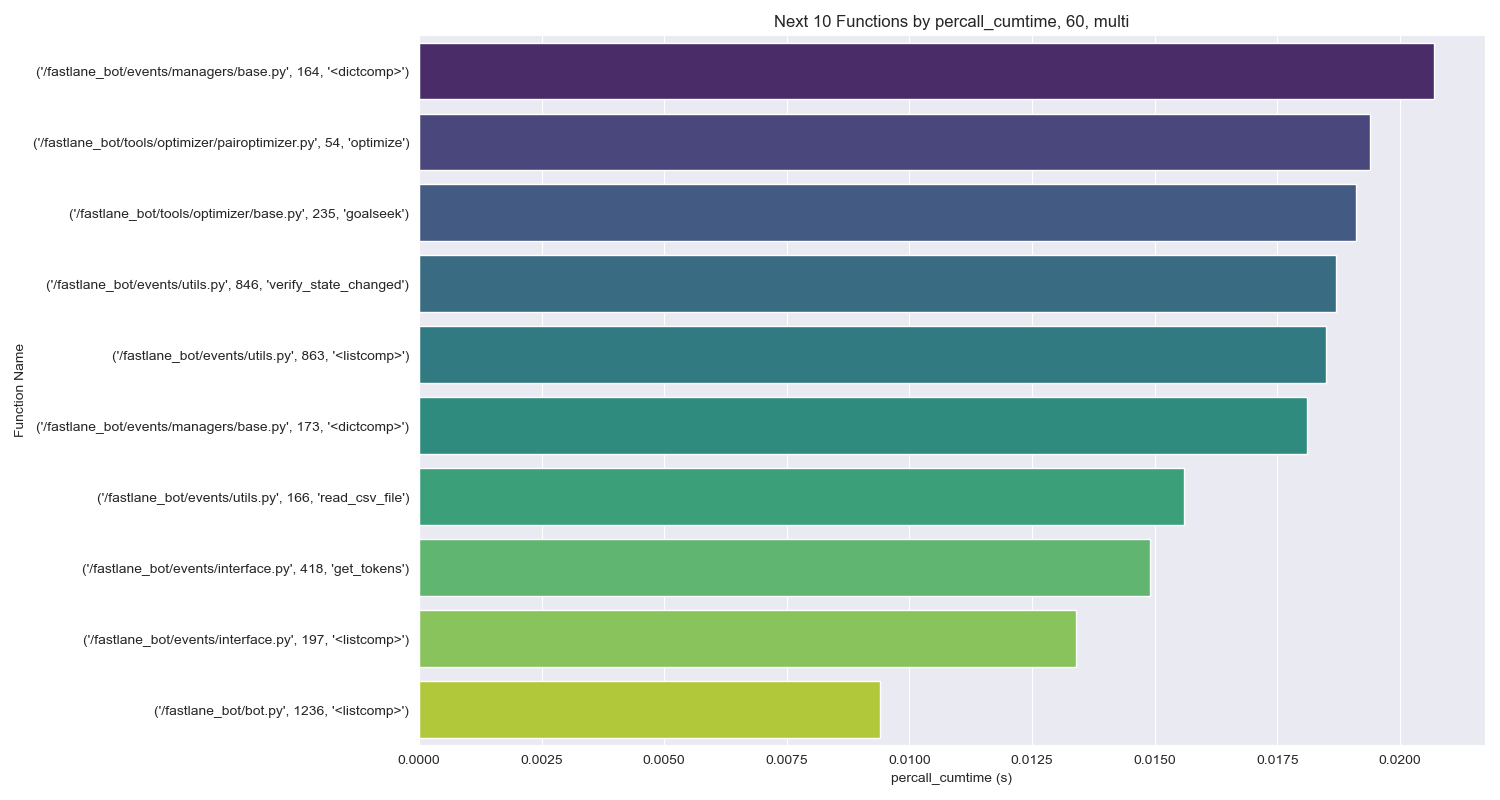 Next 10 Functions by percall_cumtime, 60, multi
Function Name
('/fastlane_bot/events/managers/base.py', 164, '<dictcomp>')
('/fastlane_bot/tools/optimizer/pairoptimizer.py', 54, 'optimize')
('/fastlane_bot/tools/optimizer/base.py', 235, 'goalseek')
('/fastlane_bot/events/utils.py', 846, 'verify_state_changed')
('/fastlane_bot/events/utils.py', 863, '<listcomp>')
('/fastlane_bot/events/managers/base.py', 173, '<dictcomp>')
('/fastlane_bot/events/utils.py', 166, 'read_csv_file')
('/fastlane_bot/events/interface.py', 418, 'get_tokens')
('/fastlane_bot/events/interface.py', 197, '<listcomp>')
('/fastlane_bot/bot.py', 1236, '<listcomp>')
0.0000 0.0025 0.0050 0.0075 0.0100 0.0125 0.0150 0.0175 0.0200
percall_cumtime (s)